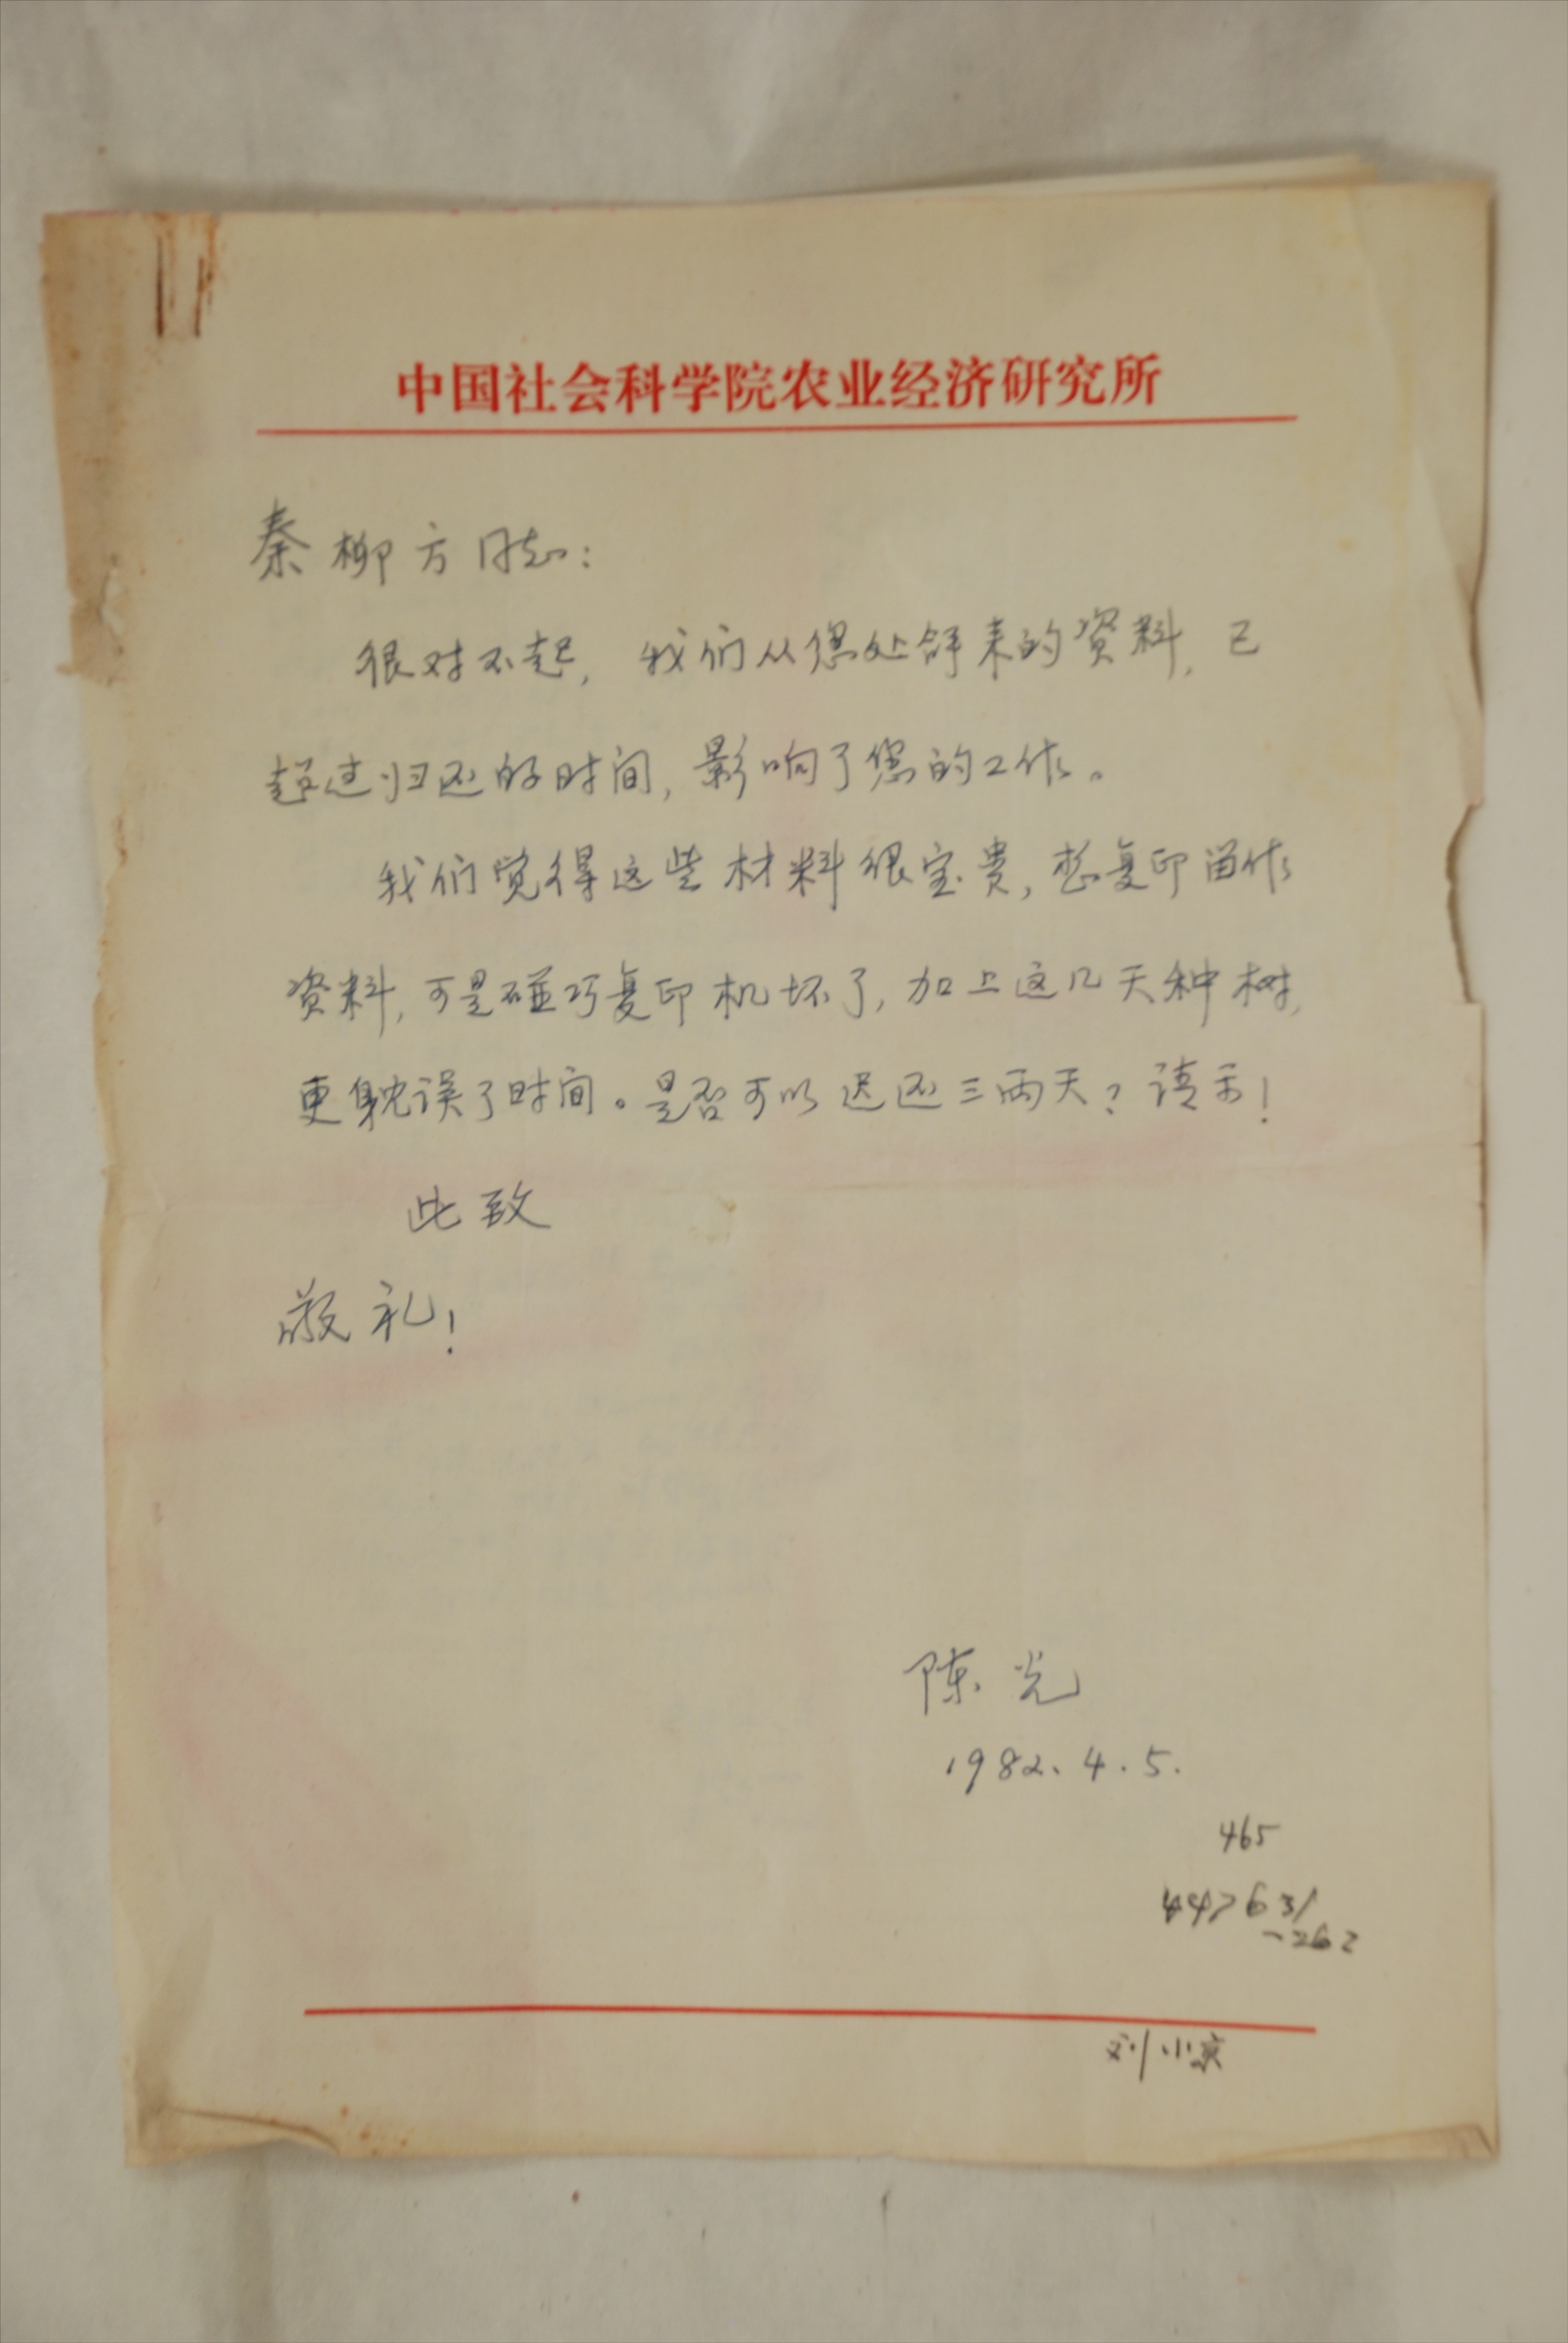 中国社会科学院农业经济研究所
秦柳方同志:
很对不起, 我们从您处拿来的资料, 已
超过归还的时间, 影响了您的工作。
我们觉得这些材料很宝贵, 想复印留作
资料, 可是碰巧复印机坏了, 加上这几天种树,
更躭误了时间。是否可以迟还三两天? 请示!
此致
敬礼!
陈光
1982.4.5.
465
447631
-262
刘小京